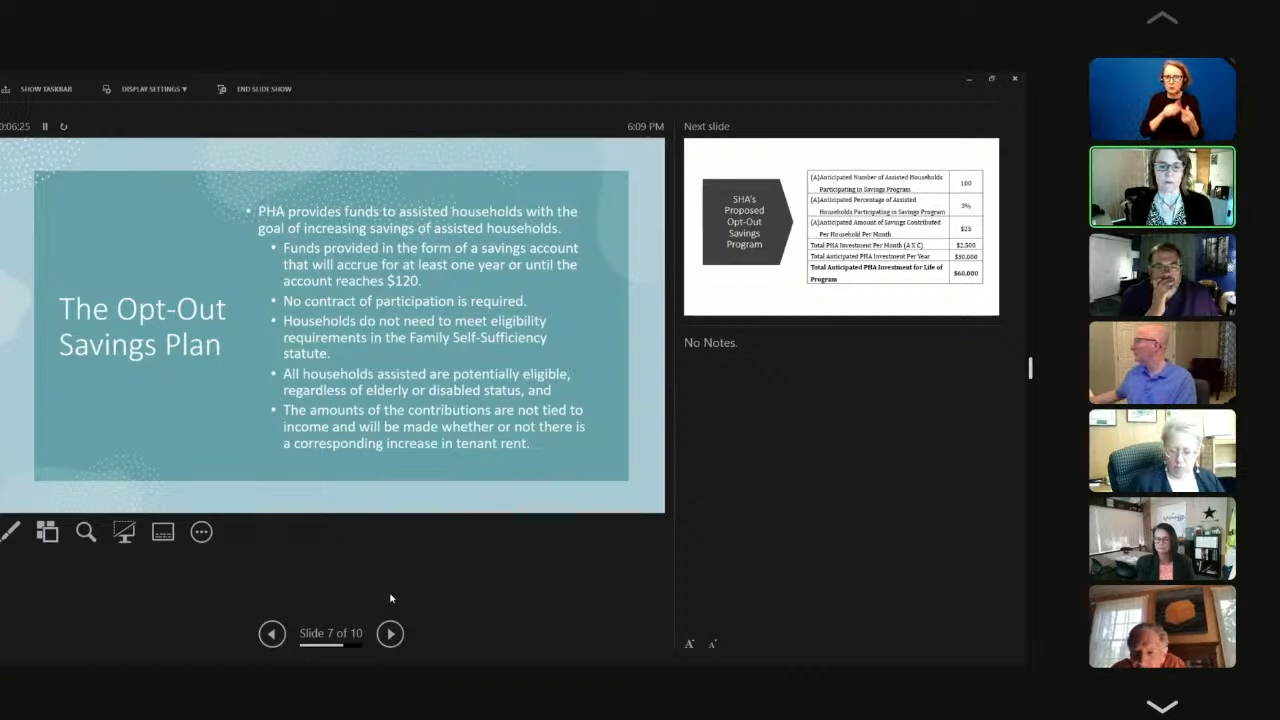 SHOW TASKBAR
DISPLAY SETTINGS ▼
END SLIDE SHOW
0:06:25
6:09 PM
The Opt-Out
Savings Plan
• PHA provides funds to assisted households with the
goal of increasing savings of assisted households.
• Funds provided in the form of a savings account
that will accrue for at least one year or until the
account reaches $120.
• No contract of participation is required.
• Households do not need to meet eligibility
requirements in the Family Self-Sufficiency
statute.
• All households assisted are potentially eligible,
regardless of elderly or disabled status, and
• The amounts of the contributions are not tied to
income and will be made whether or not there is
a corresponding increase in tenant rent.
Slide 7 of 10
Next slide
SHA's
Proposed
Opt-Out
Savings
Program
(A)Anticipated Number of Assisted Households
Participating in Savings Program
100
(A)Anticipated Percentage of Assisted
Households Participating in Savings Program
3%
(A)Anticipated Amount of Savings Contributed
Per Household Per Month
$25
Total PHA Investment Per Month (A X C)
$2,500
Total Anticipated PHA Investment Per Year
$30,000
Total Anticipated PHA Investment for Life of
Program
$60,000
No Notes.
A
A